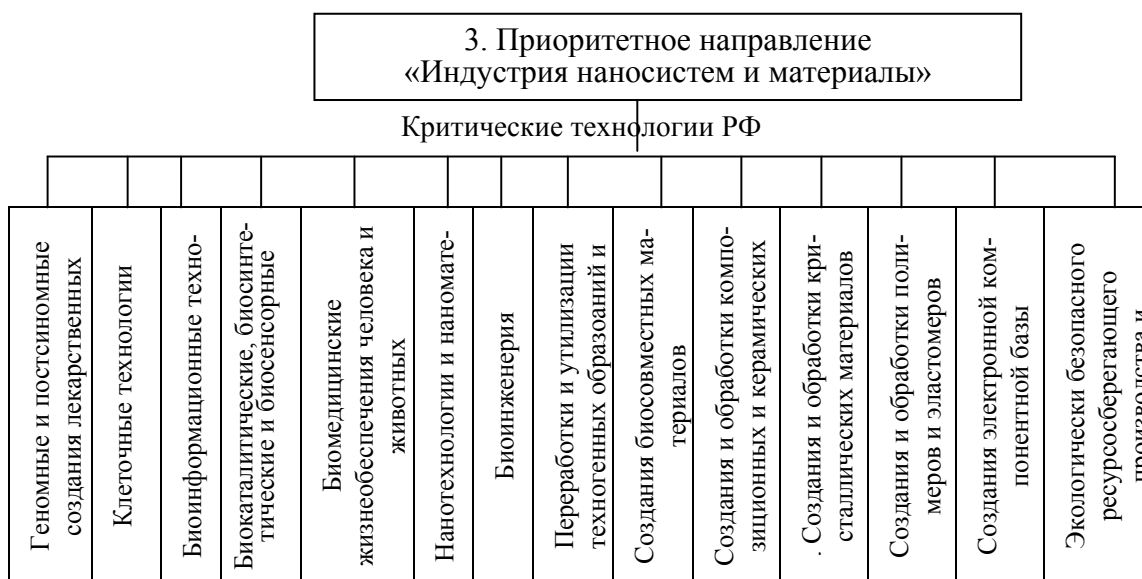 3. Приоритетное направление
«Индустрия наносистем и материалы»
Критические технологии РФ
Геномные и постсиномные
создания лекарственных
Клеточные технологии
Биоинформационные техно-
Биокаталитические, биосинте-
тические и биосенсорные
Биомедицинские
жизнеобеспечения человека и
животных
Нанотехнологии и наномате-
Биоинженерия
Переработки и утилизации
техногенных образоаний и
Создания биосовместных ма-
териалов
Создания и обработки компо-
зиционных и керамических
. Создания и обработки кри-
сталлических материалов
Создания и обработки поли-
меров и эластомеров
Создания электронной ком-
понентной базы
Экологически безопасного
ресурсосберегающего
производства и